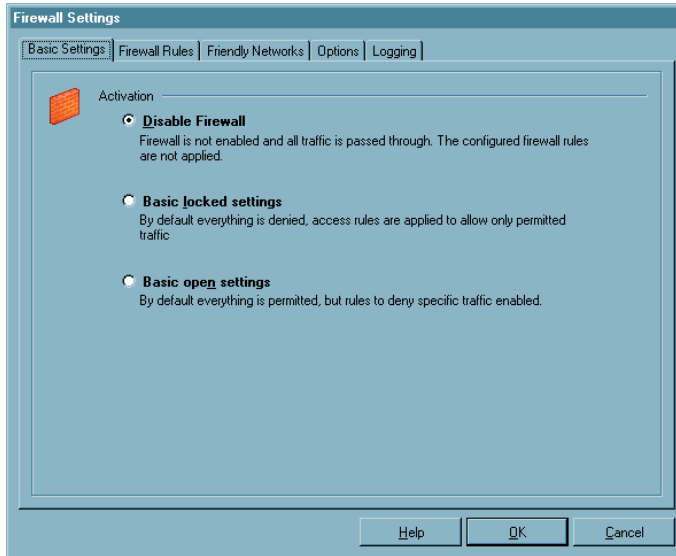 Firewall Settings
Basic Settings Firewall Rules Friendly Networks Options Logging
Activation
Disable Firewall
Firewall is not enabled and all traffic is passed through. The configured firewall rules
are not applied.
Basic locked settings
By default everything is denied, access rules are applied to allow only permitted
traffic
Basic open settings
By default everything is permitted, but rules to deny specific traffic enabled.
Help OK Cancel